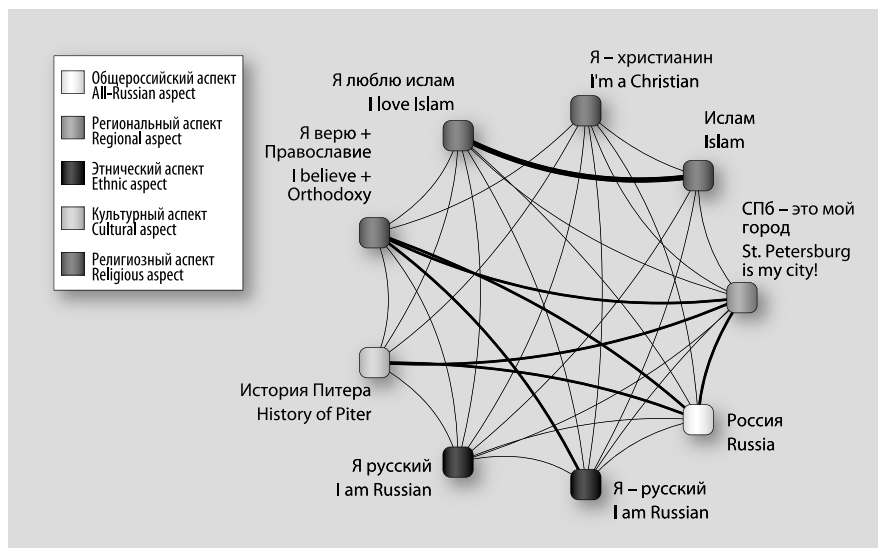 Общероссийский аспект
All-Russian aspect
Региональный аспект
Regional aspect
Этнический аспект
Ethnic aspect
Культурный аспект
Cultural aspect
Религиозный аспект
Religious aspect
Я – христианин
I'm a Christian
Я люблю ислам
I love Islam
Ислам
Islam
Я верю +
Православие
I believe +
Orthodoxy
СПб – это мой
город
St. Petersburg
is my city!
История Питера
History of Piter
Россия
Russia
Я русский
I am Russian
Я – русский
I am Russian